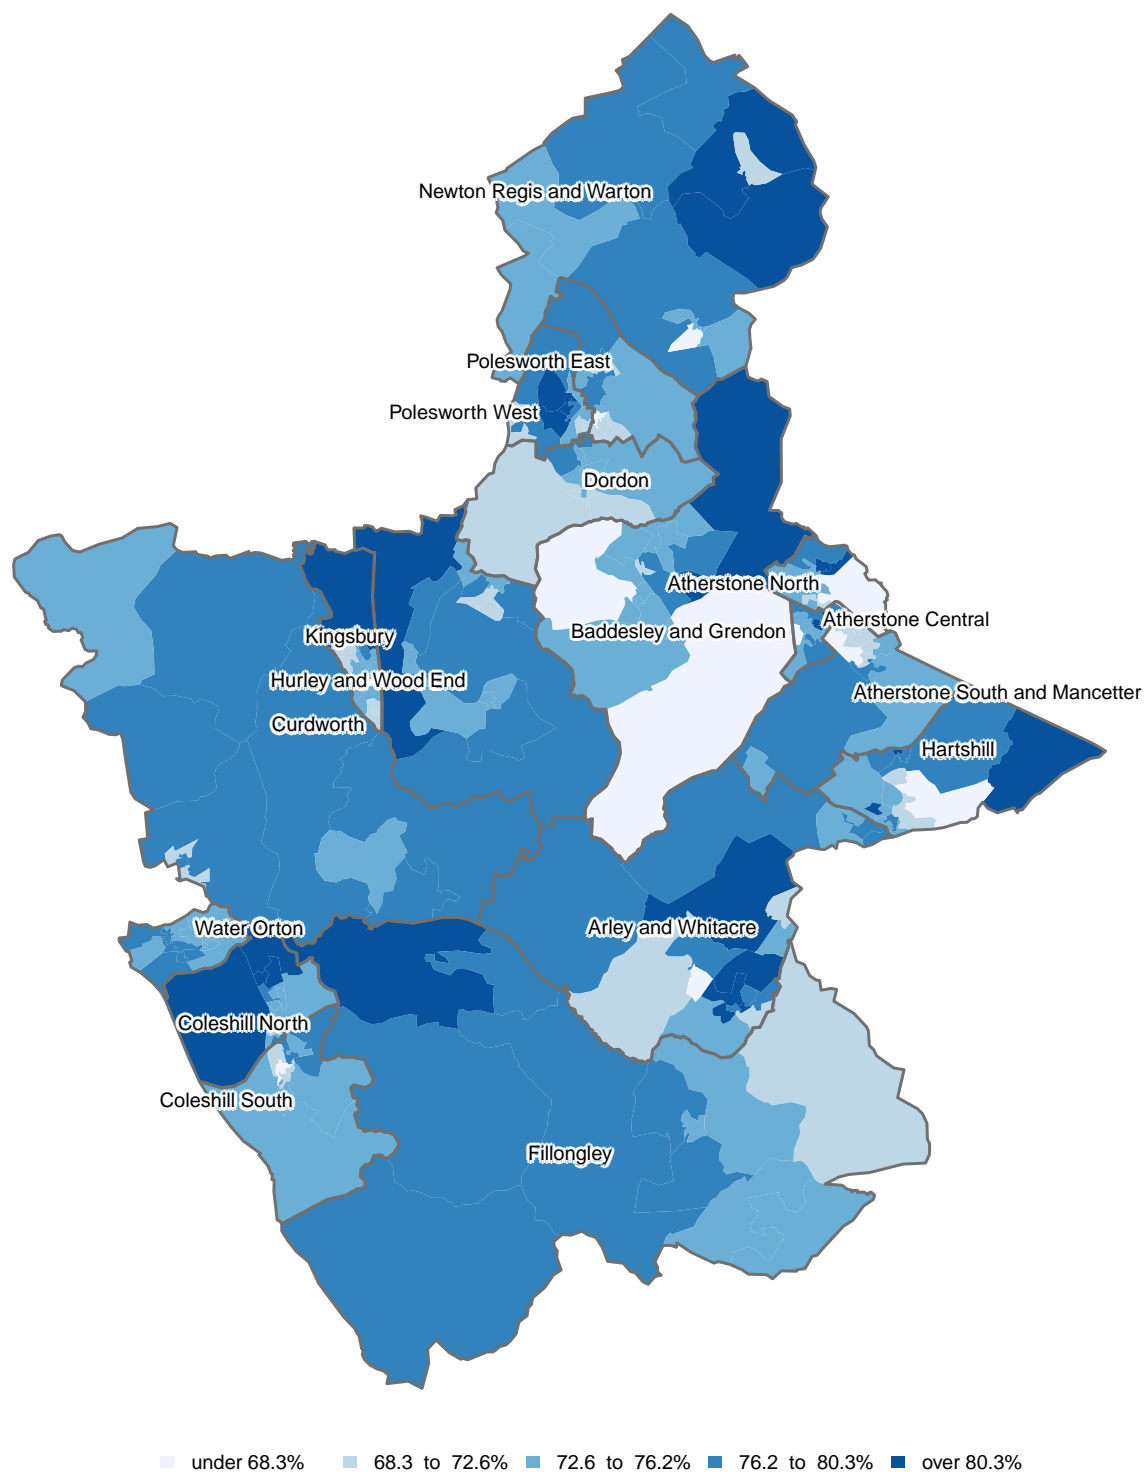 Newton Regis and Warton
Polesworth East
Polesworth West
Dordon
Atherstone North
Atherstone Central
Baddesley and Grendon
Kingsbury
Hurley and Wood End
Atherstone South and Mancetter
Curdworth
Hartshill
Water Orton
Arley and Whitacre
Coleshill North
Coleshill South
Fillongley
under 68.3% 68.3 to 72.6% 72.6 to 76.2% 76.2 to 80.3% over 80.3%